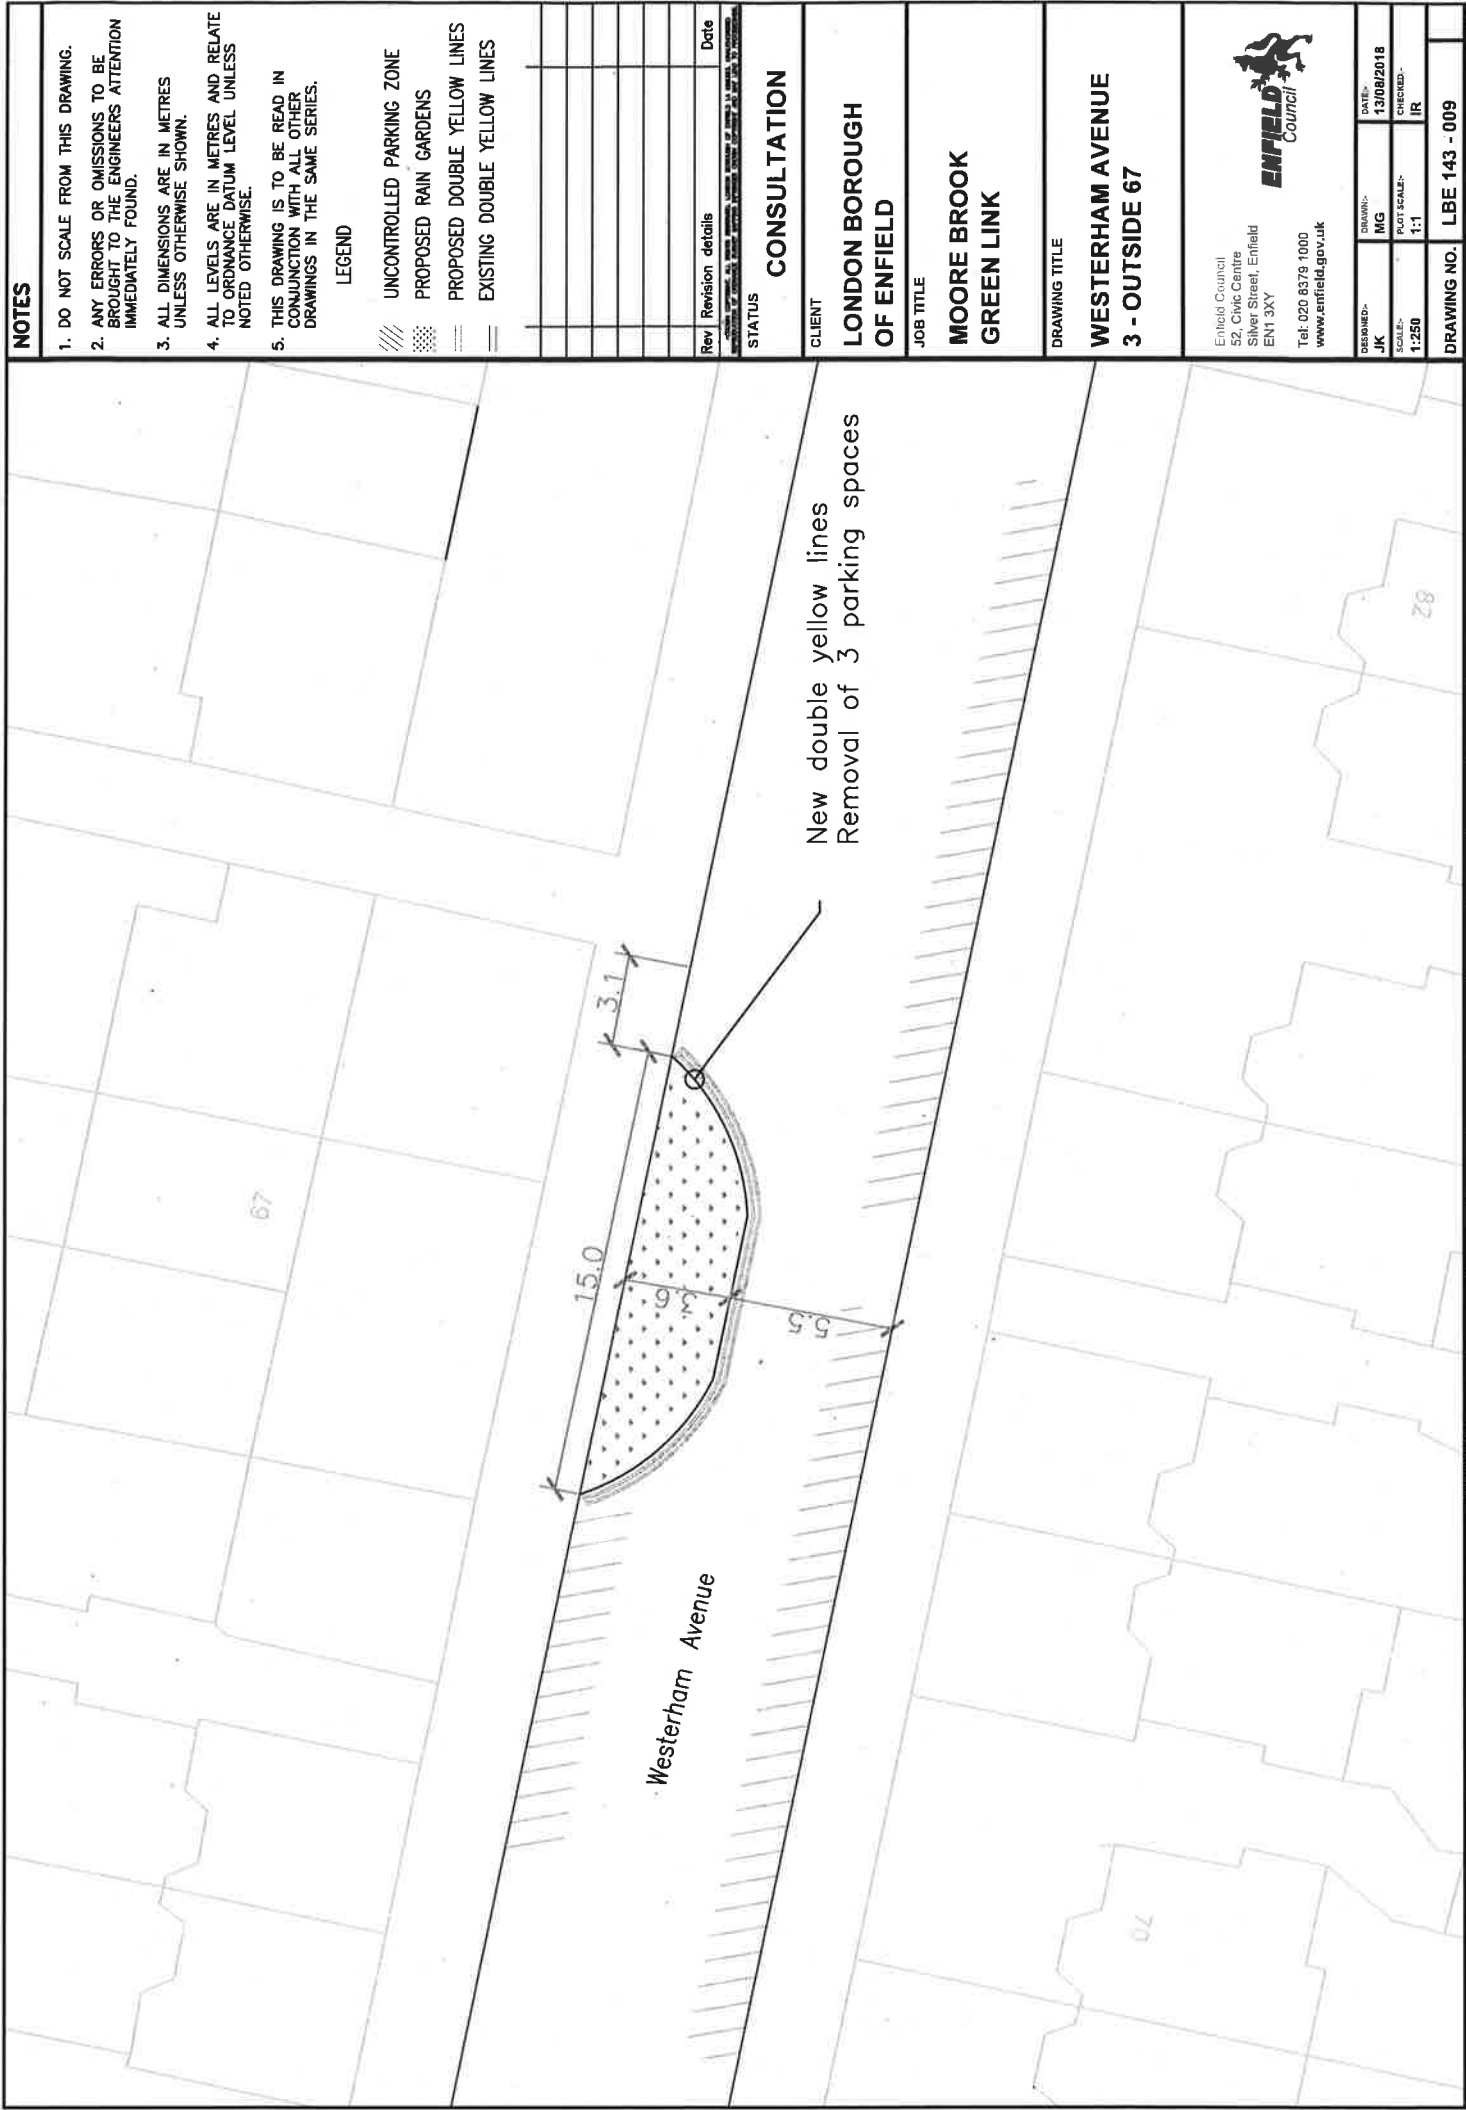 NOTES
1. DO NOT SCALE FROM THIS DRAWING.
2. ANY ERRORS OR OMISSIONS TO BE
BROUGHT TO THE ENGINEERS ATTENTION
IMMEDIATELY FOUND.
3. ALL DIMENSIONS ARE IN METRES
UNLESS OTHERWISE SHOWN.
4. ALL LEVELS ARE IN METRES AND RELATE
TO ORDNANCE DATUM LEVEL UNLESS
NOTED OTHERWISE.
5. THIS DRAWING IS TO BE READ IN
CONJUNCTION WITH ALL OTHER
DRAWINGS IN THE SAME SERIES.
LEGEND
UNCONTROLLED PARKING ZONE
PROPOSED RAIN GARDENS
PROPOSED DOUBLE YELLOW LINES
EXISTING DOUBLE YELLOW LINES
Rev Revision details Date
STATUS
CONSULTATION
CLIENT
LONDON BOROUGH
OF ENFIELD
JOB TITLE
MOORE BROOK
GREEN LINK
DRAWING TITLE
WESTERHAM AVENUE
3 - OUTSIDE 67
Enfield Council
52, Civic Centre
Silver Street, Enfield
EN1 3XY
Tel: 020 8379 1000
www.enfield.gov.uk
ENFIELD
Council
DESIGNED:- JK
DRAWN:- MG
DATE:- 13/08/2018
SCALE:- 1:250
PLOT SCALE:- 1:1
CHECKED:- IR
DRAWING NO. LBE 143 - 009
67
15.0
3.1
3.6
5.5
New double yellow lines
Removal of 3 parking spaces
Westerham Avenue
70
82